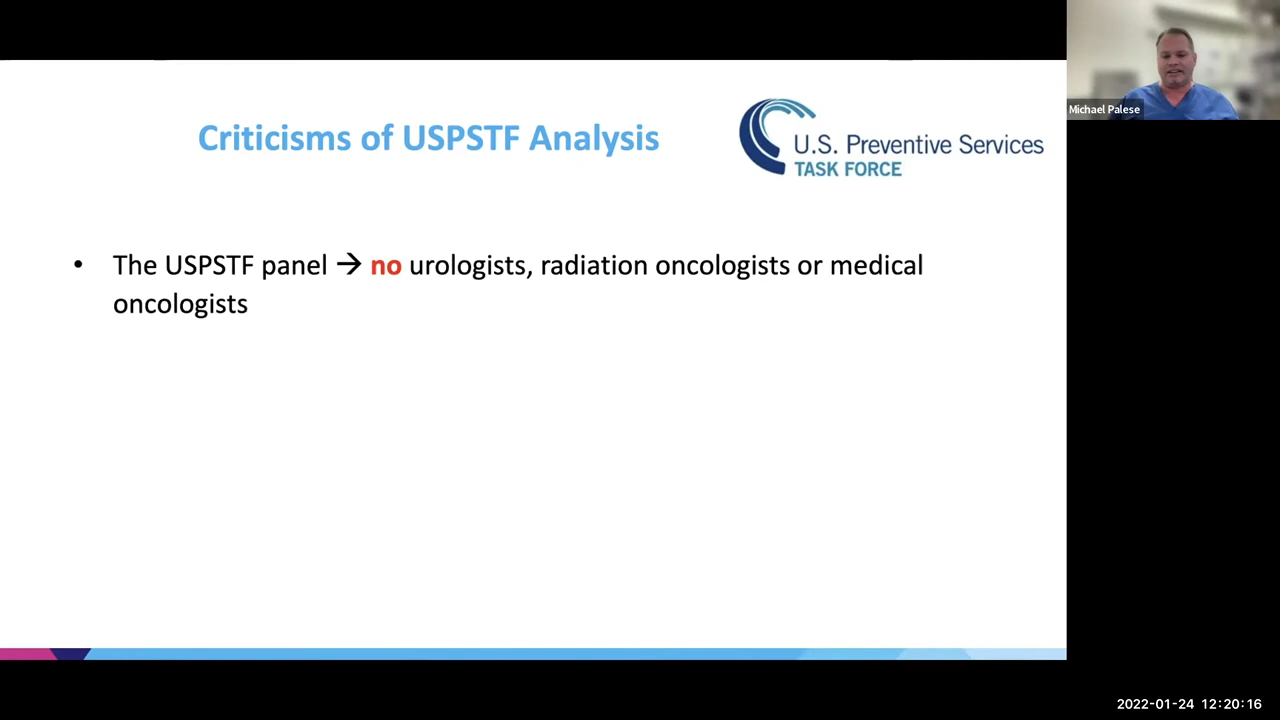 Criticisms of USPSTF Analysis
U.S. Preventive Services
TASK FORCE
Michael Palese
• The USPSTF panel → no urologists, radiation oncologists or medical
oncologists
2022-01-24 12:20:16